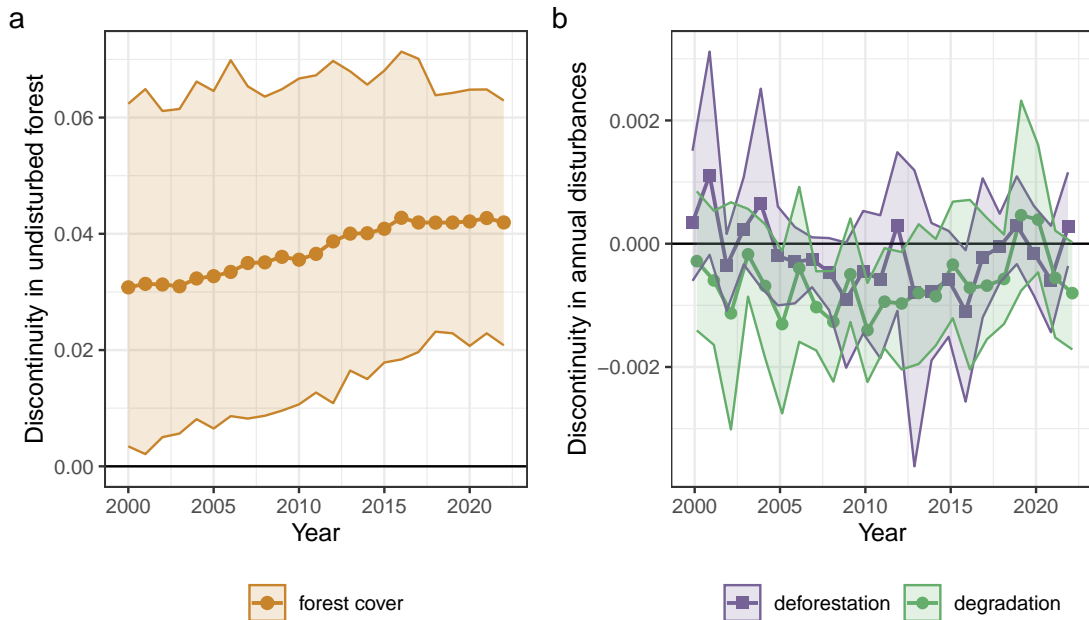 a
Discontinuity in undisturbed forest
0.06
0.04
0.02
0.00
2000 2005 2010 2015 2020
Year
forest cover
b
Discontinuity in annual disturbances
0.002
0.000
−0.002
2000 2005 2010 2015 2020
Year
deforestation degradation